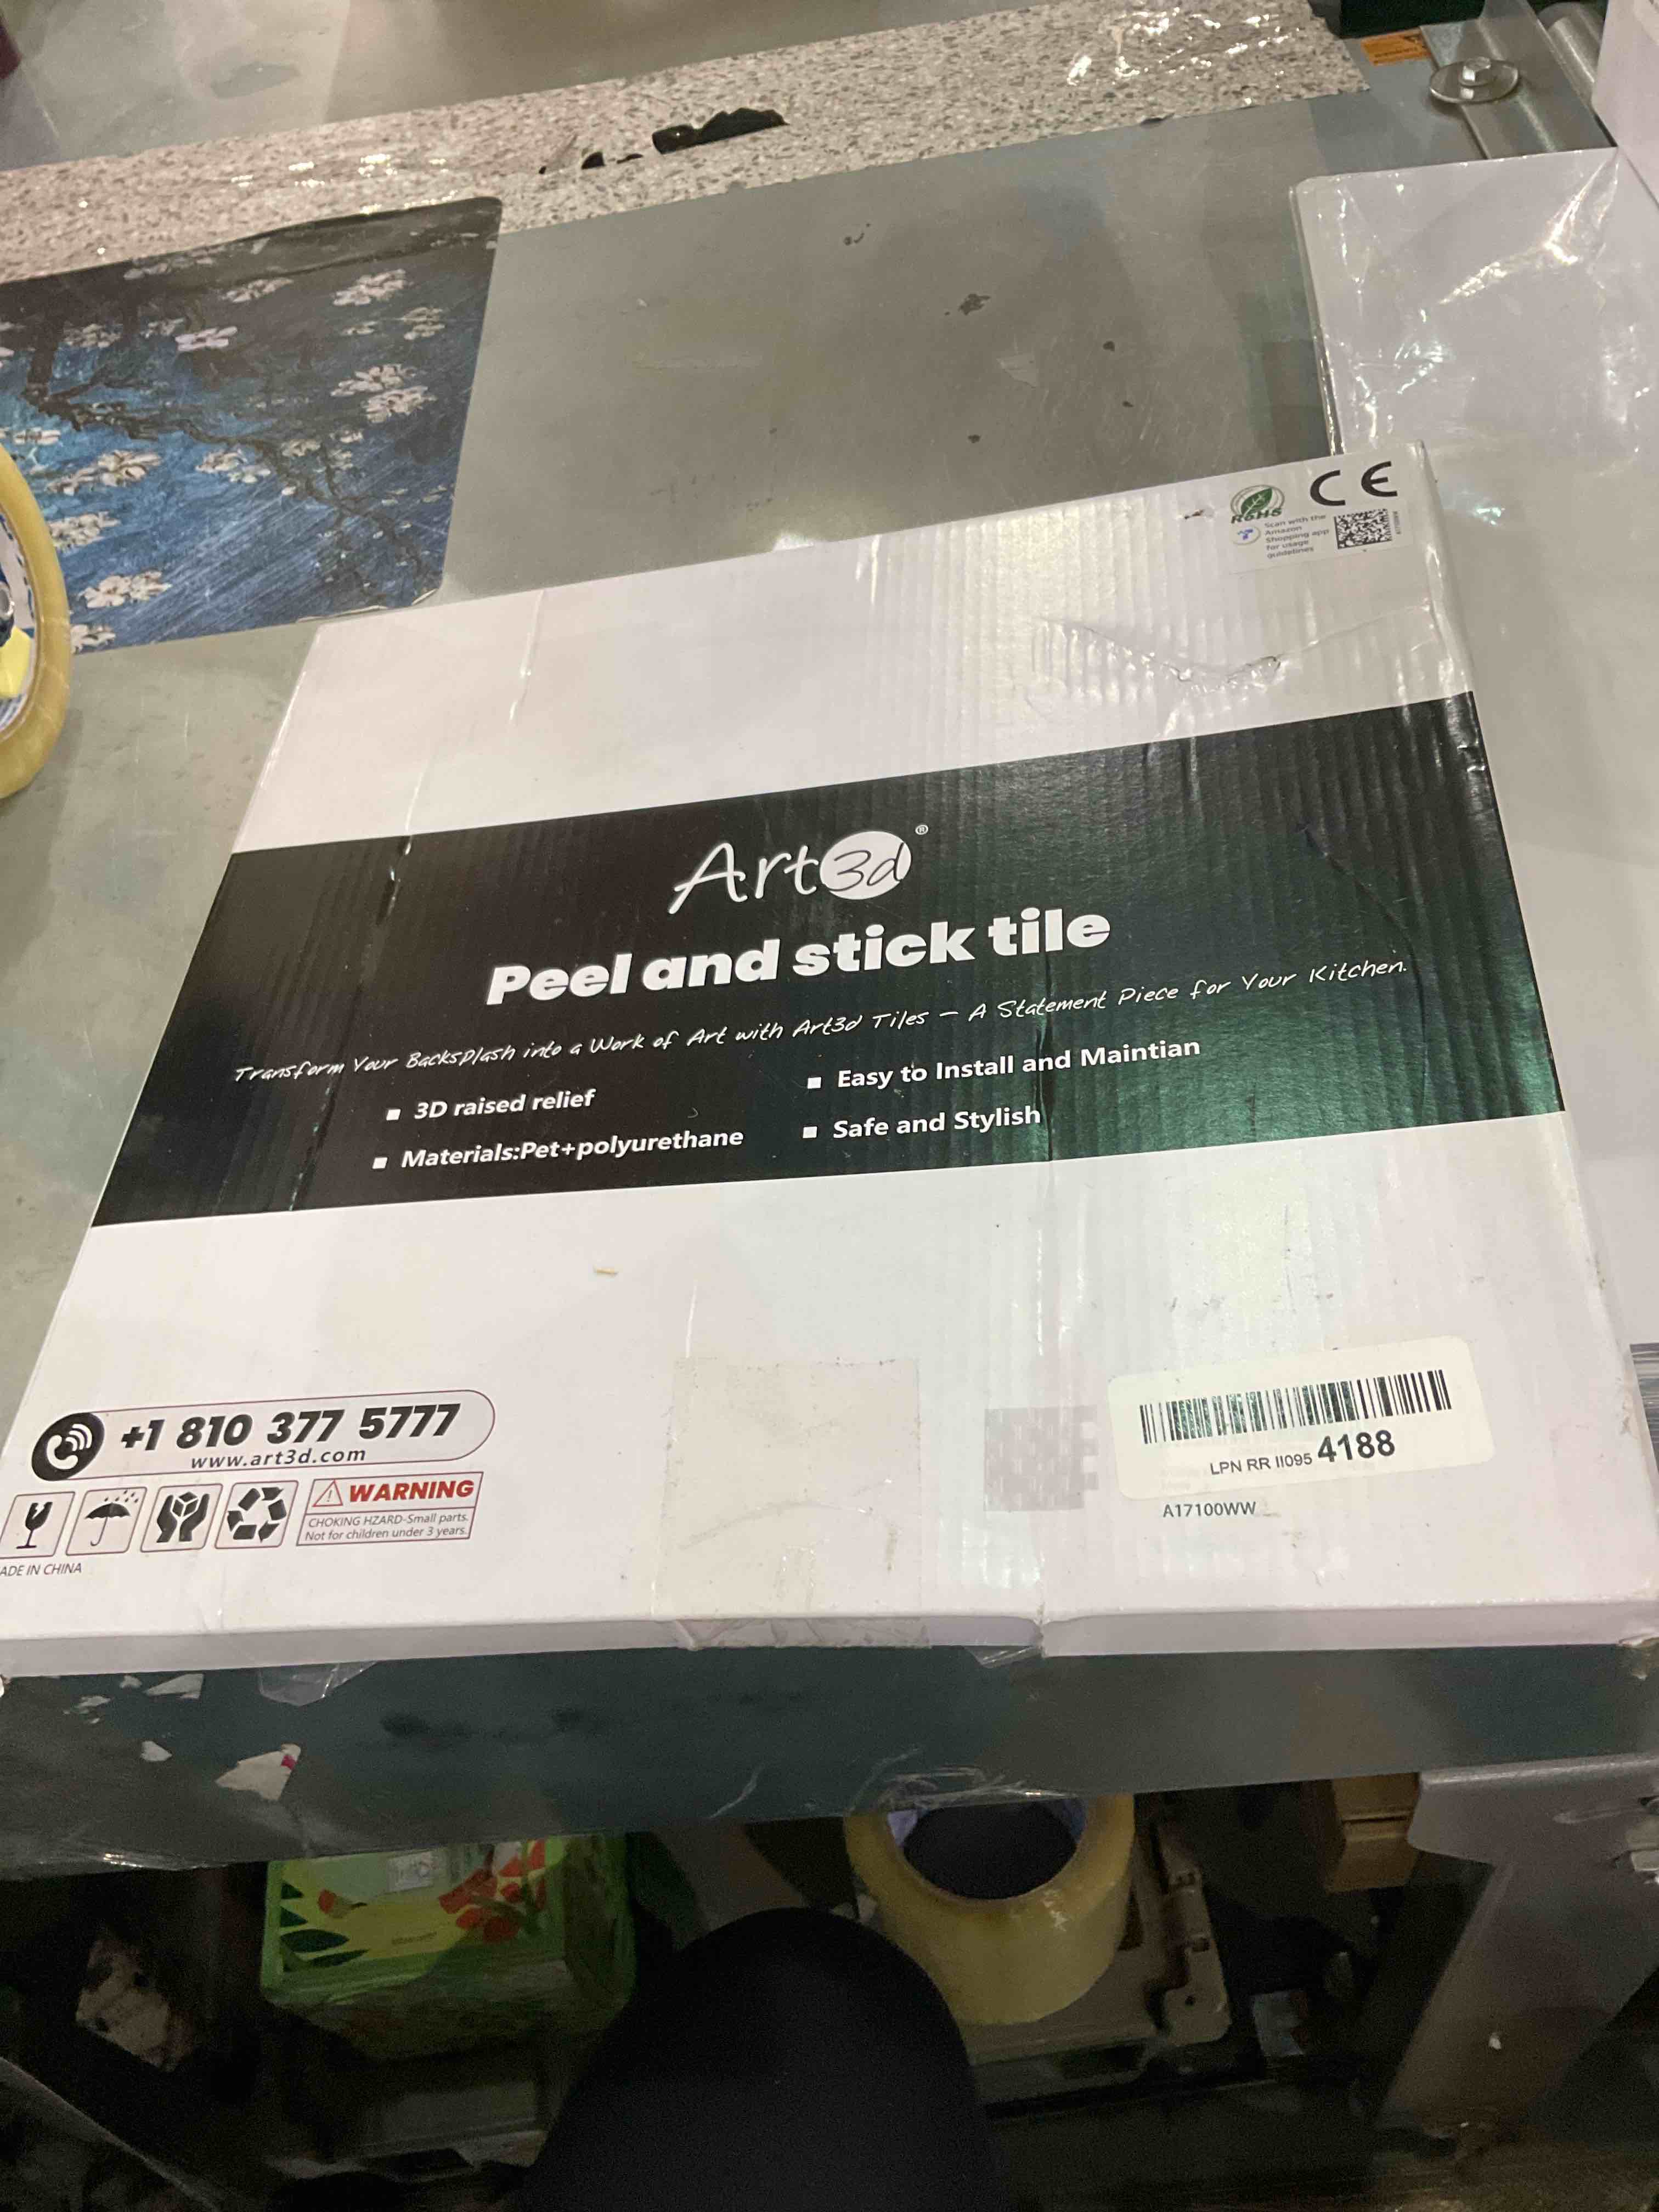 CE
RoHS
Scan with the
Amazon
Shopping app
for usage
guidelines
Art3d®
Peel and stick tile
Transform Your Backsplash into a Work of Art with Art3d Tiles – A Statement Piece for Your Kitchen.
▪ 3D raised relief
▪ Easy to Install and Maintian
▪ Materials:Pet+polyurethane
▪ Safe and Stylish
+1 810 377 5777
www.art3d.com
WARNING
CHOKING HZARD-Small parts.
Not for children under 3 years.
ADE IN CHINA
LPN RR II095 4188
A17100WW